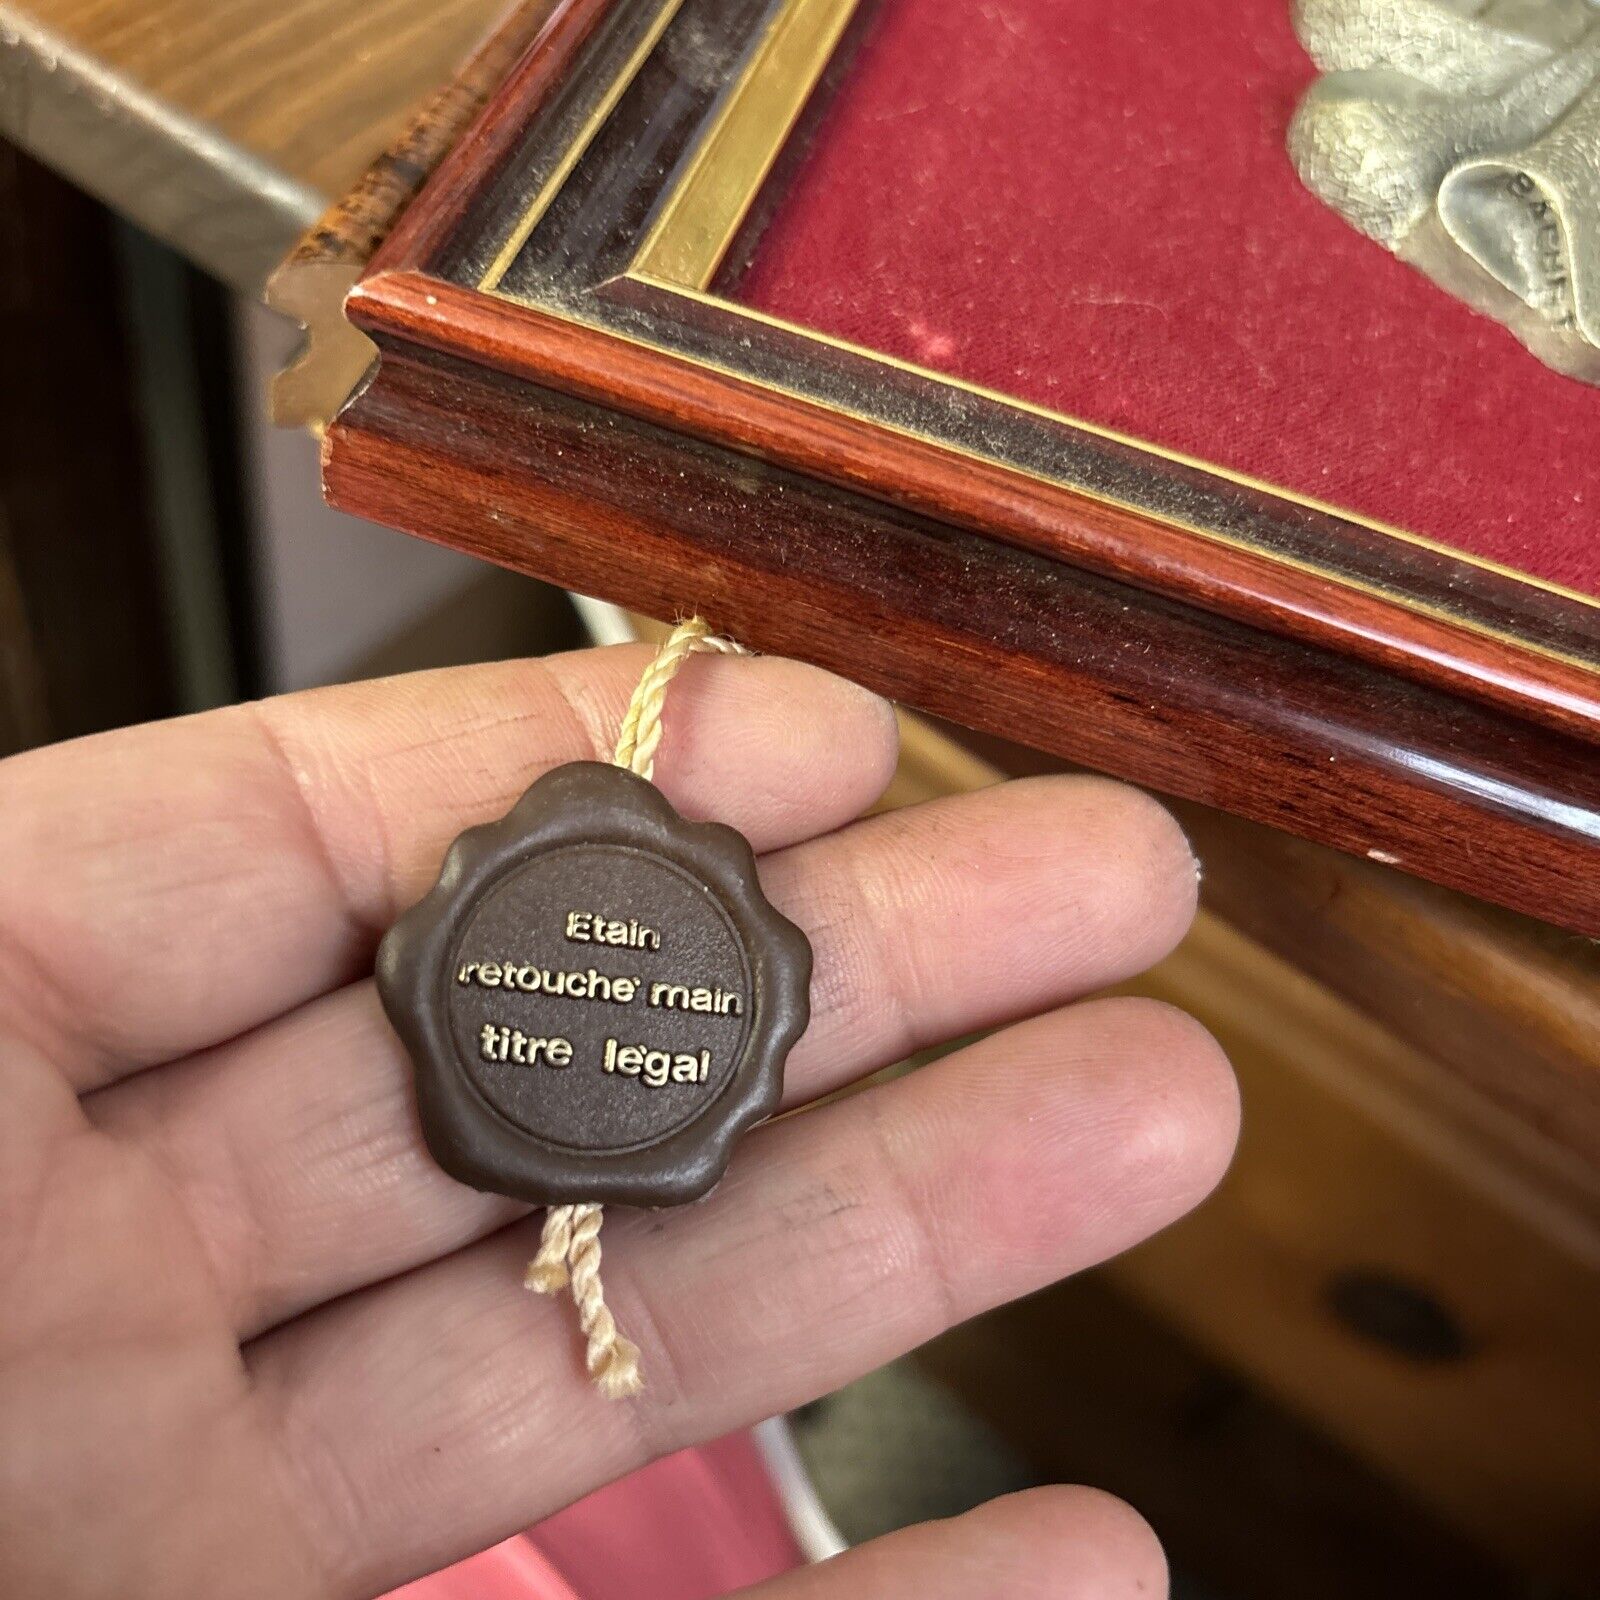 Etain
retouché main
titre légal